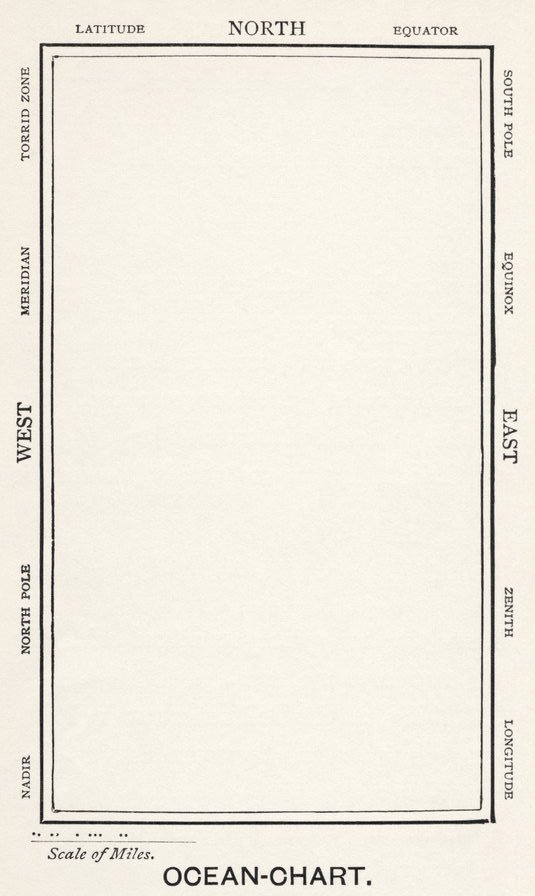 LATITUDE NORTH EQUATOR
TORRID ZONE
MERIDIAN
WEST
NORTH POLE
NADIR
SOUTH POLE
EQUINOX
EAST
ZENITH
LONGITUDE
Scale of Miles.
OCEAN-CHART.